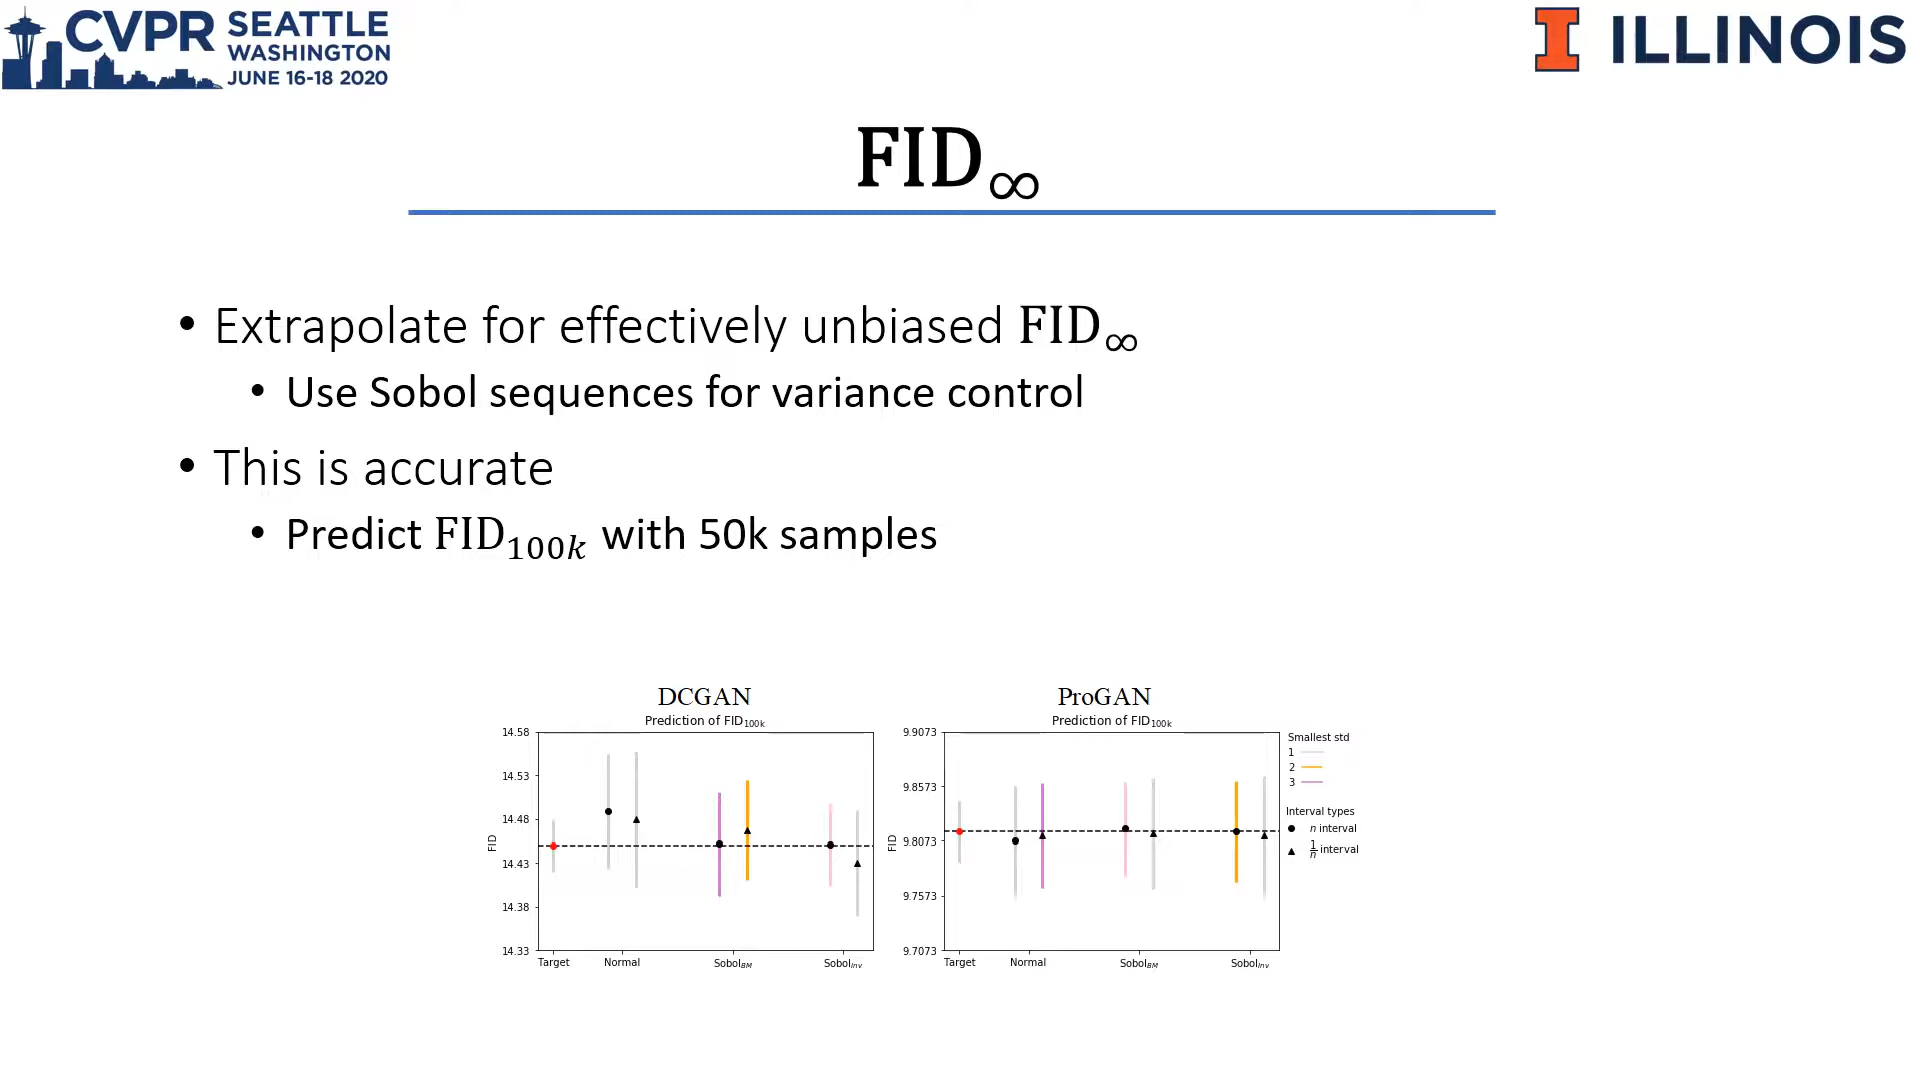 CVPR SEATTLE
WASHINGTON
JUNE 16-18 2020
I ILLINOIS
FID∞
• Extrapolate for effectively unbiased FID∞
• Use Sobol sequences for variance control
• This is accurate
• Predict FID100k with 50k samples
DCGAN
Prediction of FID100k
14.58
14.53
14.48
14.43
14.38
14.33
FID
Target Normal SobolBM SobolInv
ProGAN
Prediction of FID100k
9.9073
9.8573
9.8073
9.7573
9.7073
FID
Target Normal SobolBM SobolInv
Smallest std
1
2
3
Interval types
n interval
1/n interval